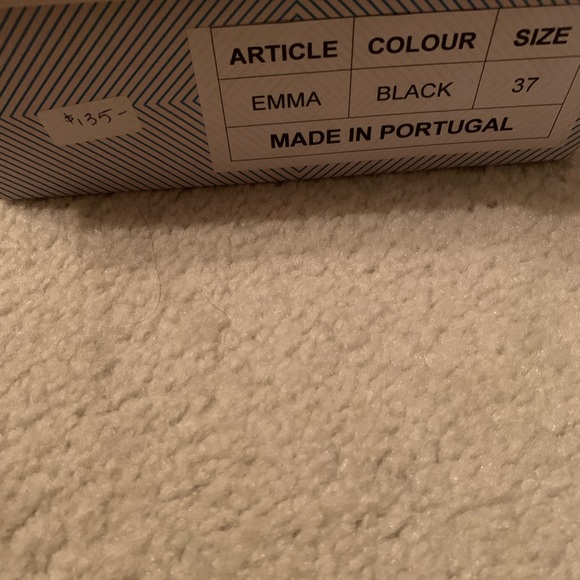 ARTICLE COLOUR SIZE
EMMA BLACK 37
MADE IN PORTUGAL
$135-